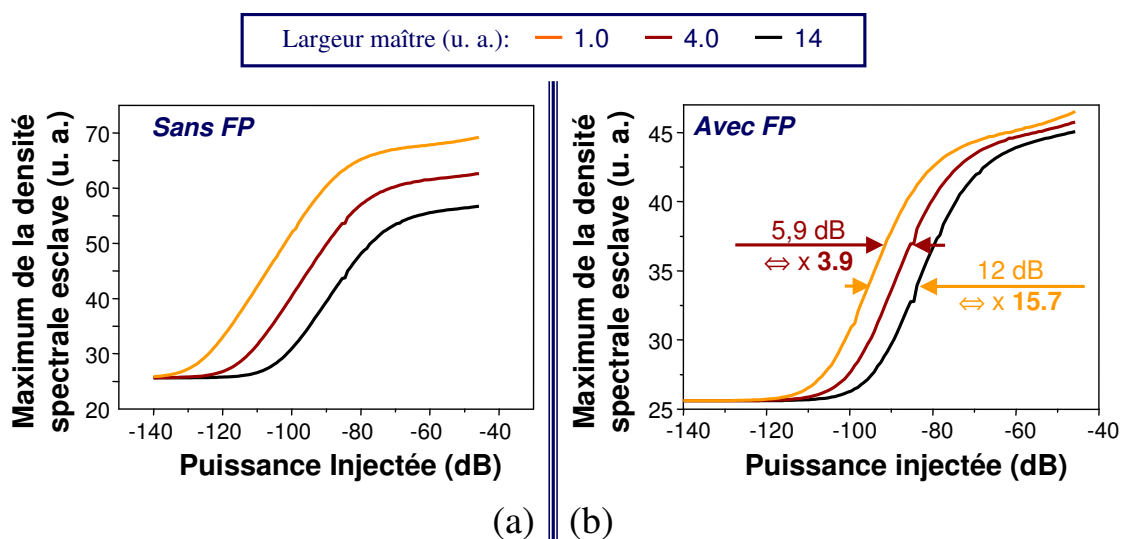 Largeur maître (u. a.): 1.0 4.0 14
Maximum de la densité
spectrale esclave (u. a.)
Sans FP
70
60
50
40
30
20
-140 -120 -100 -80 -60 -40
Puissance Injectée (dB)
(a)
Maximum de la densité
spectrale esclave (u. a.)
Avec FP
45
40
35
30
25
5,9 dB
⇔ x 3.9
12 dB
⇔ x 15.7
-140 -120 -100 -80 -60 -40
Puissance injectée (dB)
(b)